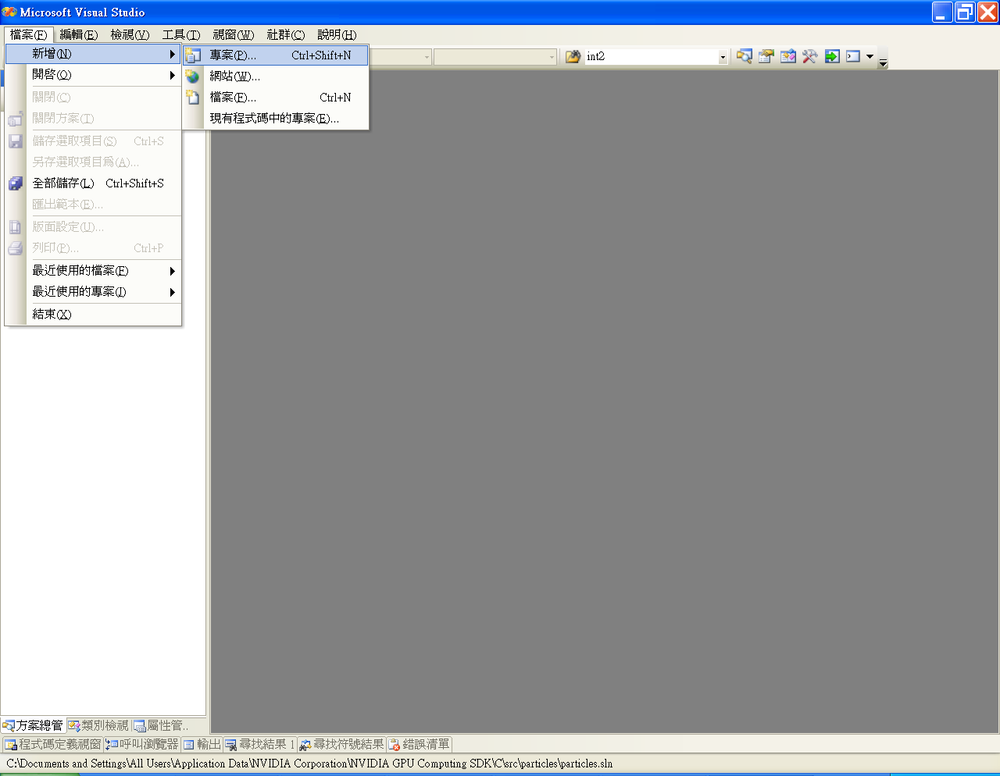 Microsoft Visual Studio
檔案(F) 編輯(E) 檢視(V) 工具(T) 視窗(W) 社群(C) 說明(H)
新增(N)
專案(P)... Ctrl+Shift+N
int2
開啓(O)
網站(W)...
關閉(C)
檔案(F)... Ctrl+N
關閉方案(T)
現有程式碼中的專案(E)...
儲存選取項目(S) Ctrl+S
另存選取項目爲(A)...
全部儲存(L) Ctrl+Shift+S
匯出範本(E)...
版面設定(U)...
列印(P)... Ctrl+P
最近使用的檔案(F)
最近使用的專案(J)
結束(X)
方案總管 類別檢視 屬性管..
程式碼定義視窗 呼叫瀏覽器 輸出 尋找結果 1 尋找符號結果 錯誤清單
C:\Documents and Settings\All Users\Application Data\NVIDIA Corporation\NVIDIA GPU Computing SDK\C\src\particles\particles.sln